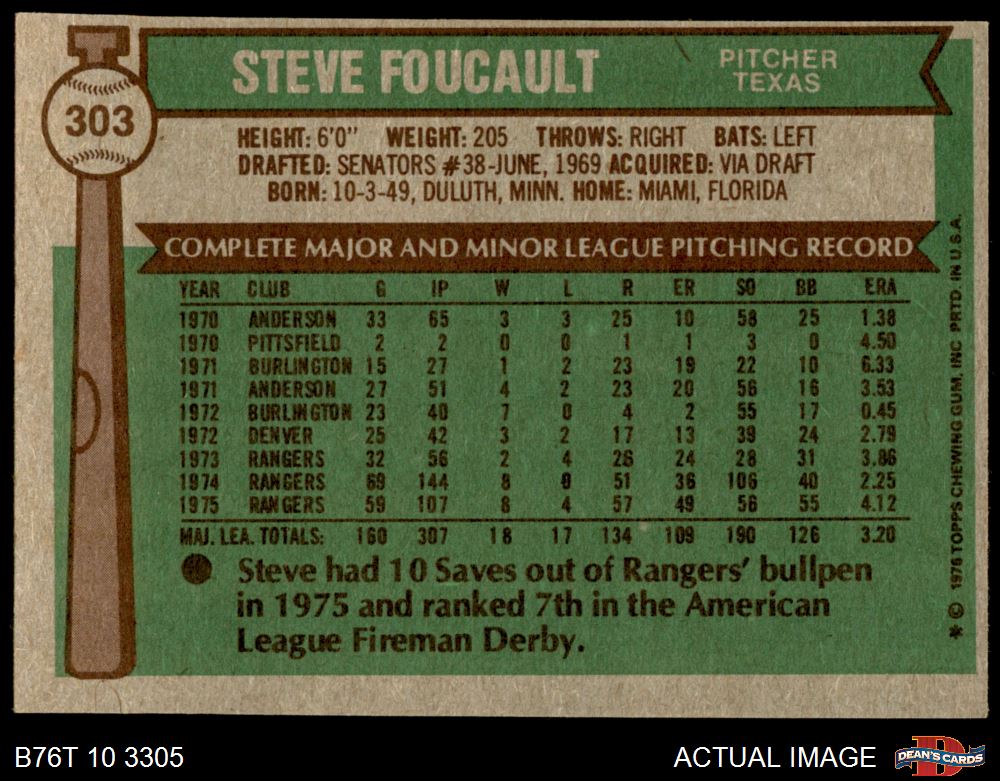 303
STEVE FOUCAULT
PITCHER
TEXAS
HEIGHT: 6'0" WEIGHT: 205 THROWS: RIGHT BATS: LEFT
DRAFTED: SENATORS #38-JUNE, 1969 ACQUIRED: VIA DRAFT
BORN: 10-3-49, DULUTH, MINN. HOME: MIAMI, FLORIDA
COMPLETE MAJOR AND MINOR LEAGUE PITCHING RECORD
YEAR CLUB G IP W L R ER SO BB ERA
1970 ANDERSON 33 65 3 3 25 10 58 25 1.38
1970 PITTSFIELD 2 2 0 0 1 1 3 0 4.50
1971 BURLINGTON 15 27 1 2 23 19 22 10 6.33
1971 ANDERSON 27 51 4 2 23 20 56 16 3.53
1972 BURLINGTON 23 40 7 0 4 2 55 17 0.45
1972 DENVER 25 42 3 2 17 13 39 24 2.79
1973 RANGERS 32 56 2 4 26 24 28 31 3.86
1974 RANGERS 69 144 8 9 51 36 106 40 2.25
1975 RANGERS 59 107 8 4 57 49 56 55 4.12
MAJ. LEA. TOTALS: 160 307 18 17 134 109 190 126 3.20
Steve had 10 Saves out of Rangers' bullpen
in 1975 and ranked 7th in the American
League Fireman Derby.
* © 1976 TOPPS CHEWING GUM, INC PRTD. IN U.S.A.
B76T 10 3305
ACTUAL IMAGE
D
DEAN'S CARDS